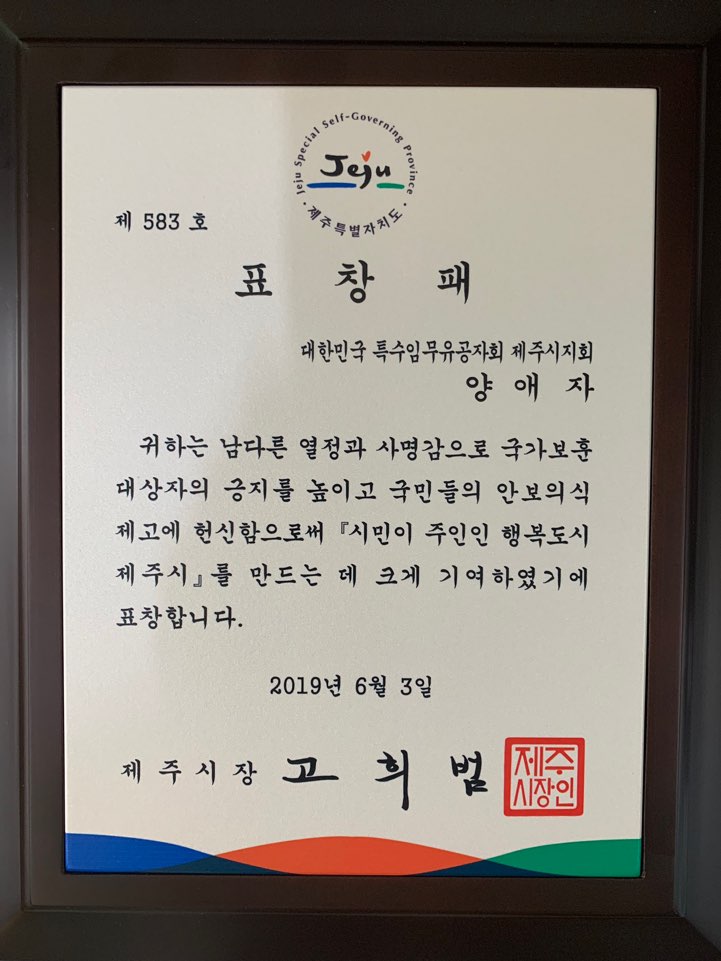 Jeju Special Self-Governing Province
Jeju
제주특별자치도
제 583 호
표 창 패
대한민국 특수임무유공자회 제주시지회
양 애 자
귀하는 남다른 열정과 사명감으로 국가보훈
대상자의 긍지를 높이고 국민들의 안보의식
제고에 헌신함으로써 『시민이 주인인 행복도시
제주시』를 만드는 데 크게 기여하였기에
표창합니다.
2019년 6월 3일
제 주 시 장 고 희 범
제주
시장인